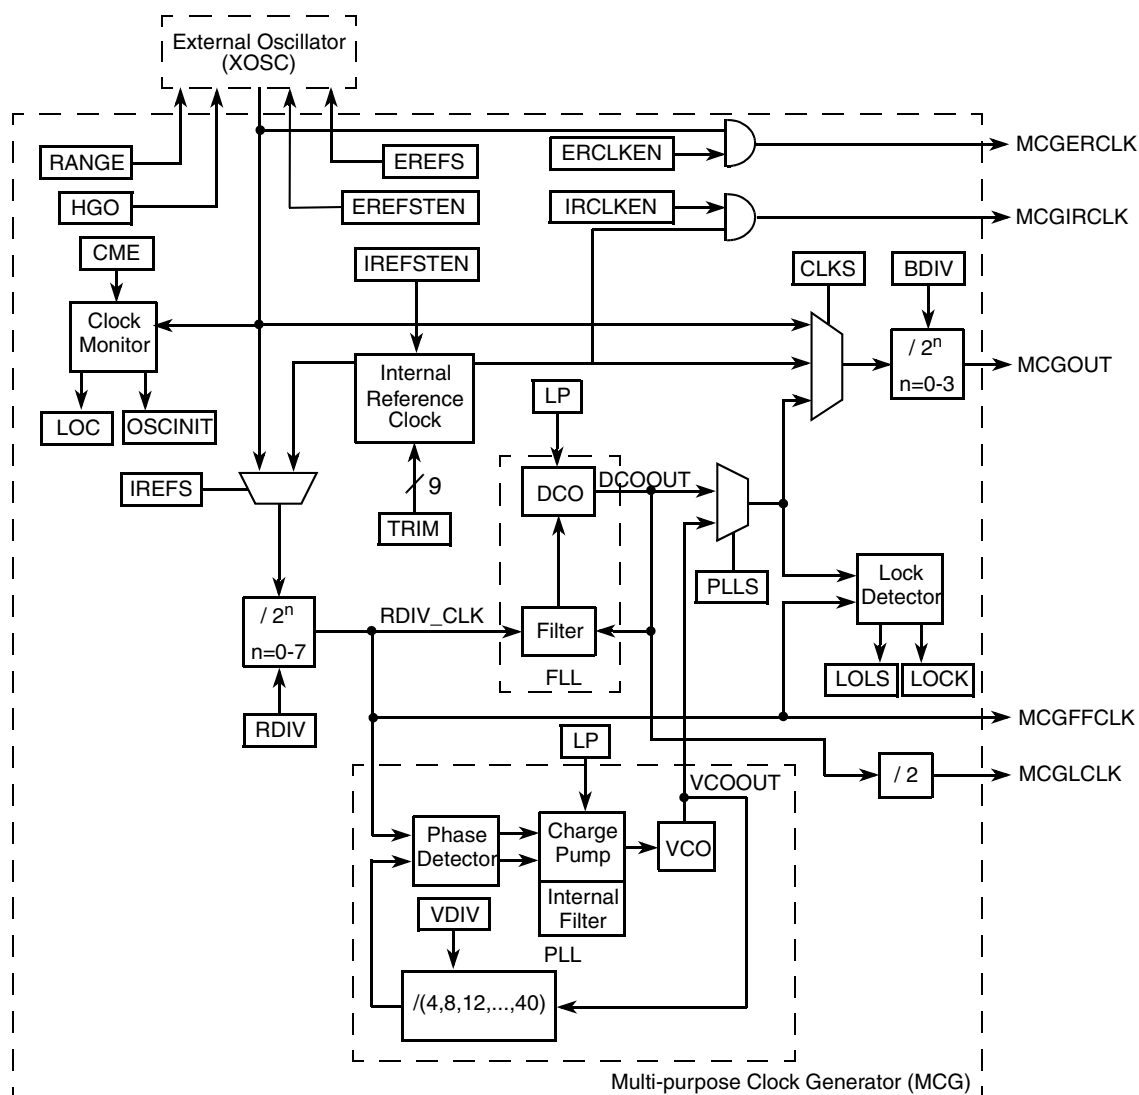 External Oscillator
(XOSC)
RANGE
EREFS
ERCLKEN
MCGERCLK
HGO
EREFSTEN
IRCLKEN
MCGIRCLK
CME
IREFSTEN
CLKS
BDIV
Clock
Monitor
Internal
Reference
Clock
/ 2n
n=0-3
MCGOUT
LP
LOC
OSCINIT
IREFS
9
TRIM
DCO
DCOOUT
PLLS
Lock
Detector
/ 2n
n=0-7
RDIV_CLK
Filter
FLL
LOLS
LOCK
RDIV
MCGFFCLK
LP
/ 2
MCGLCLK
VCOOUT
Phase
Detector
Charge
Pump
VCO
Internal
Filter
VDIV
PLL
/(4,8,12,...,40)
Multi-purpose Clock Generator (MCG)